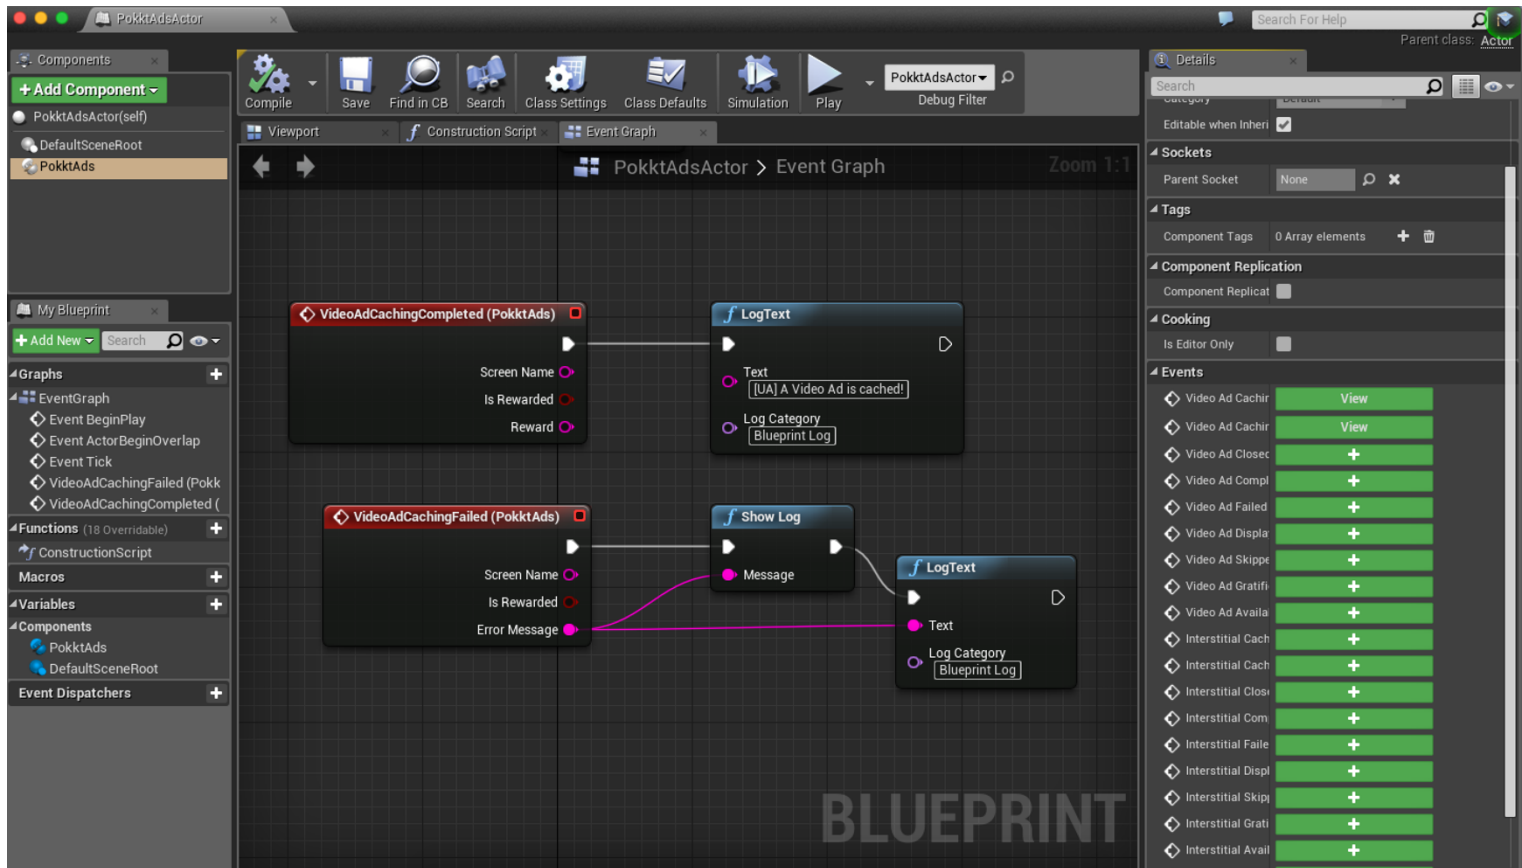 PokktAdsActor
Search For Help
Parent class: Actor
Components
+Add Component
PokktAdsActor(self)
DefaultSceneRoot
PokktAds
Compile
Save
Find in CB
Search
Class Settings
Class Defaults
Simulation
Play
PokktAdsActor
Debug Filter
Viewport
Construction Script
Event Graph
PokktAdsActor > Event Graph
Zoom 1:1
VideoAdCachingCompleted (PokktAds)
Screen Name
Is Rewarded
Reward
LogText
Text
[UA] A Video Ad is cached!
Log Category
Blueprint Log
VideoAdCachingFailed (PokktAds)
Screen Name
Is Rewarded
Error Message
Show Log
Message
LogText
Text
Log Category
Blueprint Log
BLUEPRINT
My Blueprint
+Add New
Search
Graphs
EventGraph
Event BeginPlay
Event ActorBeginOverlap
Event Tick
VideoAdCachingFailed (Pokk
VideoAdCachingCompleted (
Functions (18 Overridable)
ConstructionScript
Macros
Variables
Components
PokktAds
DefaultSceneRoot
Event Dispatchers
Details
Search
Editable when Inheri
Sockets
Parent Socket None
Tags
Component Tags 0 Array elements
Component Replication
Component Replicat
Cooking
Is Editor Only
Events
Video Ad Cachir View
Video Ad Cachir View
Video Ad Closec
Video Ad Compl
Video Ad Failed
Video Ad Displa
Video Ad Skippe
Video Ad Gratifi
Video Ad Availa
Interstitial Cach
Interstitial Cach
Interstitial Close
Interstitial Com
Interstitial Faile
Interstitial Displ
Interstitial Skip
Interstitial Grati
Interstitial Avail